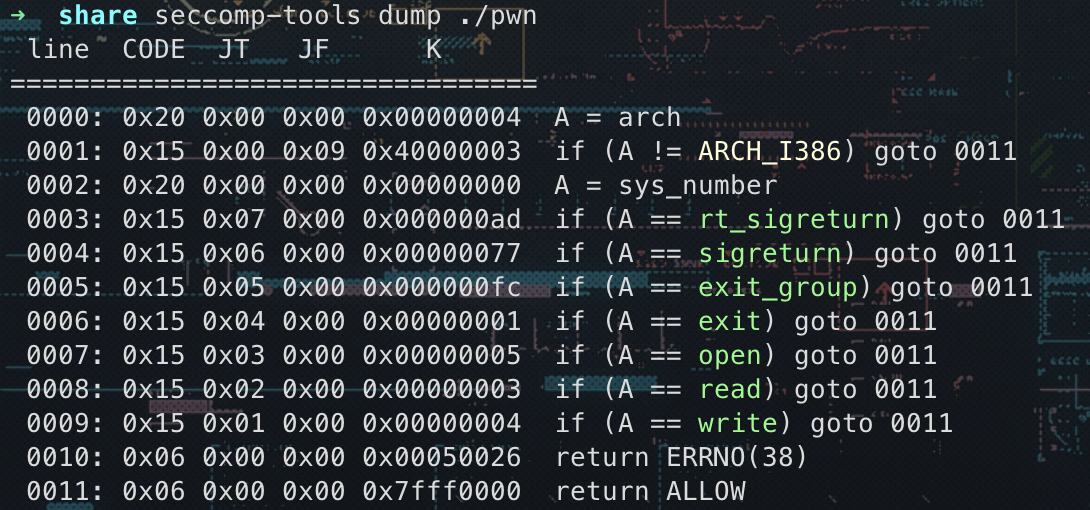 → share seccomp-tools dump ./pwn
line CODE JT JF K
=================================
0000: 0x20 0x00 0x00 0x00000004 A = arch
0001: 0x15 0x00 0x09 0x40000003 if (A != ARCH_I386) goto 0011
0002: 0x20 0x00 0x00 0x00000000 A = sys_number
0003: 0x15 0x07 0x00 0x000000ad if (A == rt_sigreturn) goto 0011
0004: 0x15 0x06 0x00 0x00000077 if (A == sigreturn) goto 0011
0005: 0x15 0x05 0x00 0x000000fc if (A == exit_group) goto 0011
0006: 0x15 0x04 0x00 0x00000001 if (A == exit) goto 0011
0007: 0x15 0x03 0x00 0x00000005 if (A == open) goto 0011
0008: 0x15 0x02 0x00 0x00000003 if (A == read) goto 0011
0009: 0x15 0x01 0x00 0x00000004 if (A == write) goto 0011
0010: 0x06 0x00 0x00 0x00050026 return ERRNO(38)
0011: 0x06 0x00 0x00 0x7fff0000 return ALLOW